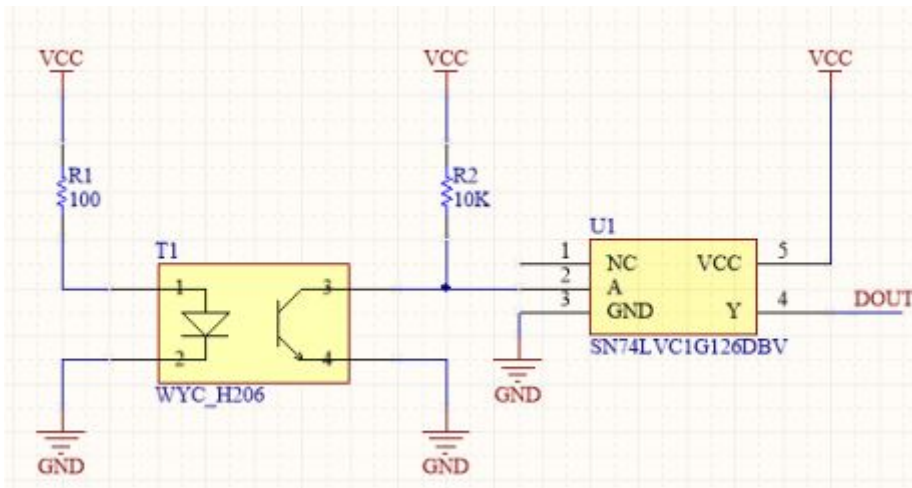 VCC
VCC
VCC
R1
100
R2
10K
T1
1
2
3
4
WYC_H206
U1
1
2
3
NC
A
GND
VCC
Y
5
4
DOUT
SN74LVC1G126DBV
GND
GND
GND